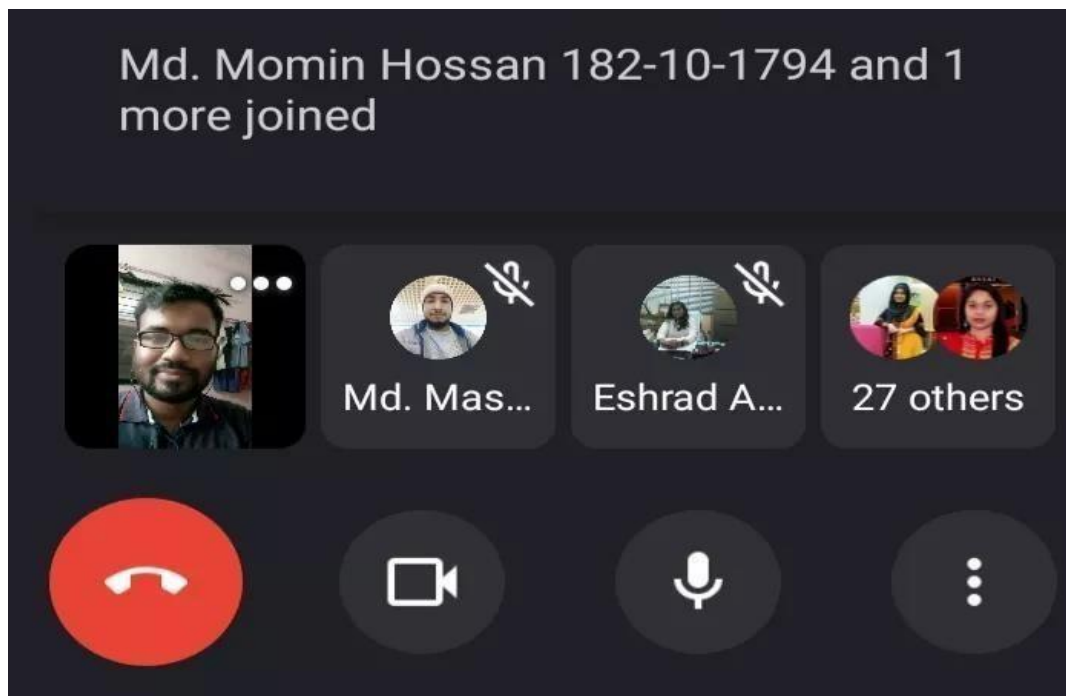 Md. Momin Hossan 182-10-1794 and 1
more joined
Md. Mas...
Eshrad A...
27 others